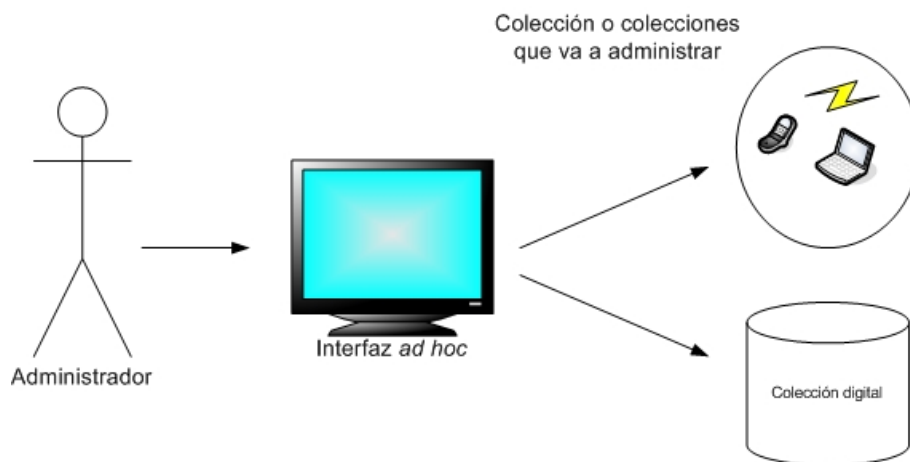 Colección o colecciones
que va a administrar
Interfaz ad hoc
Administrador
Colección digital